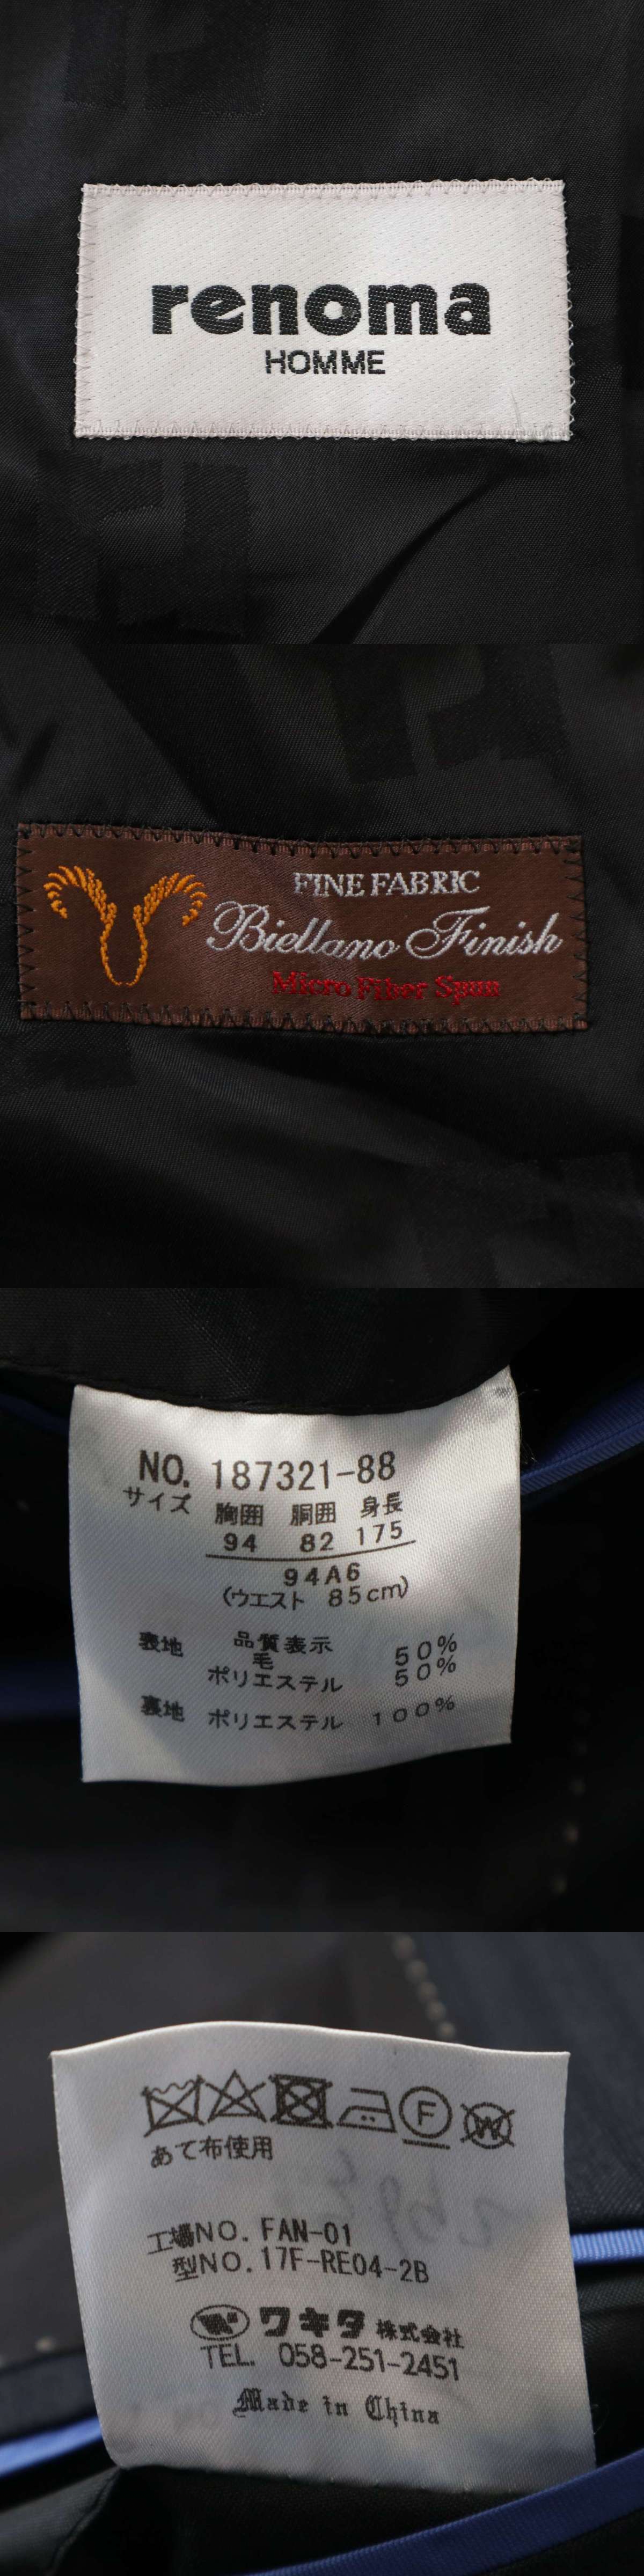 renoma
HOMME
FINE FABRIC
Biellano Finish
Micro Fiber Spun
NO. 187321-88
サイズ 胸囲 胴囲 身長
94 82 175
94A6
(ウエスト 85cm)
品質表示
表地 毛 50%
ポリエステル 50%
裏地 ポリエステル 100%
F W
あて布使用
工場NO. FAN-01
型NO. 17F-RE04-2B
W ワキタ 株式会社
TEL. 058-251-2451
Made in China